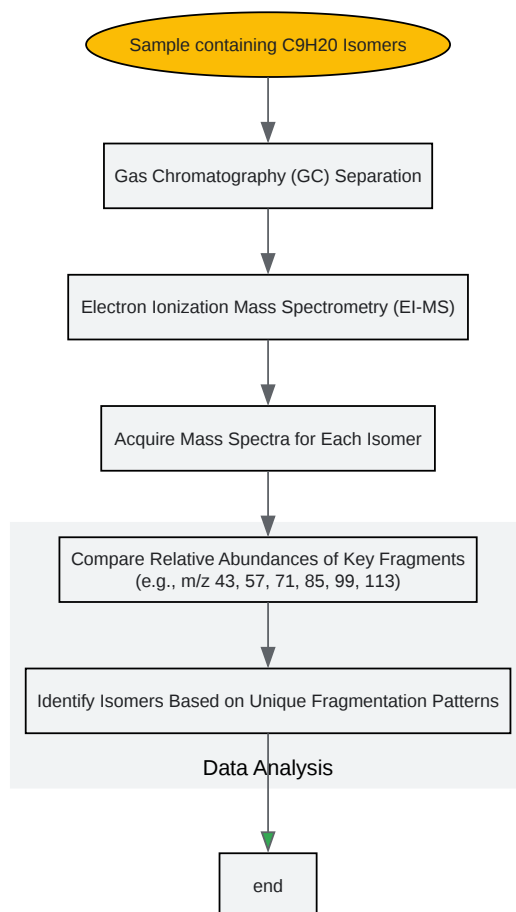 Sample containing C9H20 Isomers
Gas Chromatography (GC) Separation
Electron Ionization Mass Spectrometry (EI-MS)
Acquire Mass Spectra for Each Isomer
Compare Relative Abundances of Key Fragments
(e.g., m/z 43, 57, 71, 85, 99, 113)
Identify Isomers Based on Unique Fragmentation Patterns
Data Analysis
end